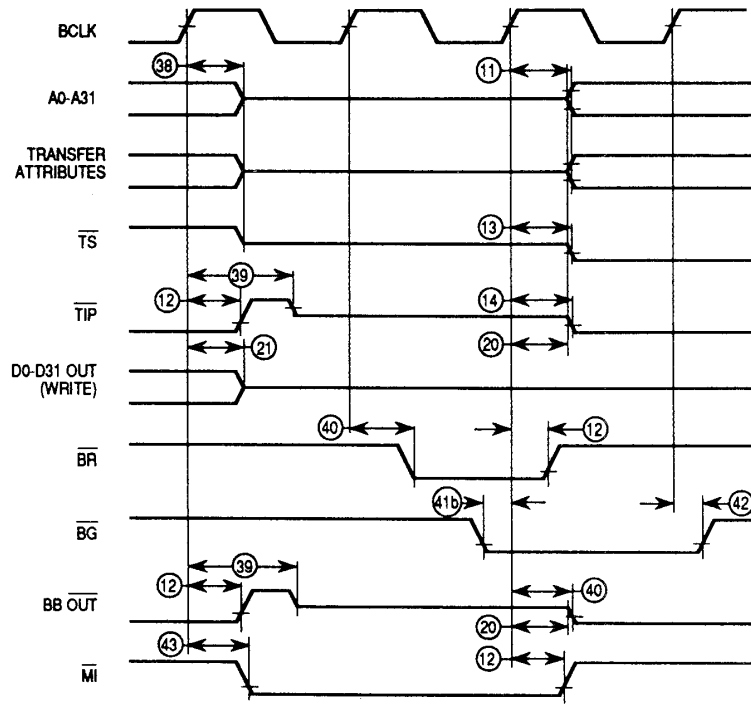 BCLK
38
11
A0-A31
TRANSFER
ATTRIBUTES
TS
13
39
12
14
TIP
20
21
D0-D31 OUT
(WRITE)
40
12
BR
41b
42
BG
39
12
40
BB OUT
20
43
12
MI